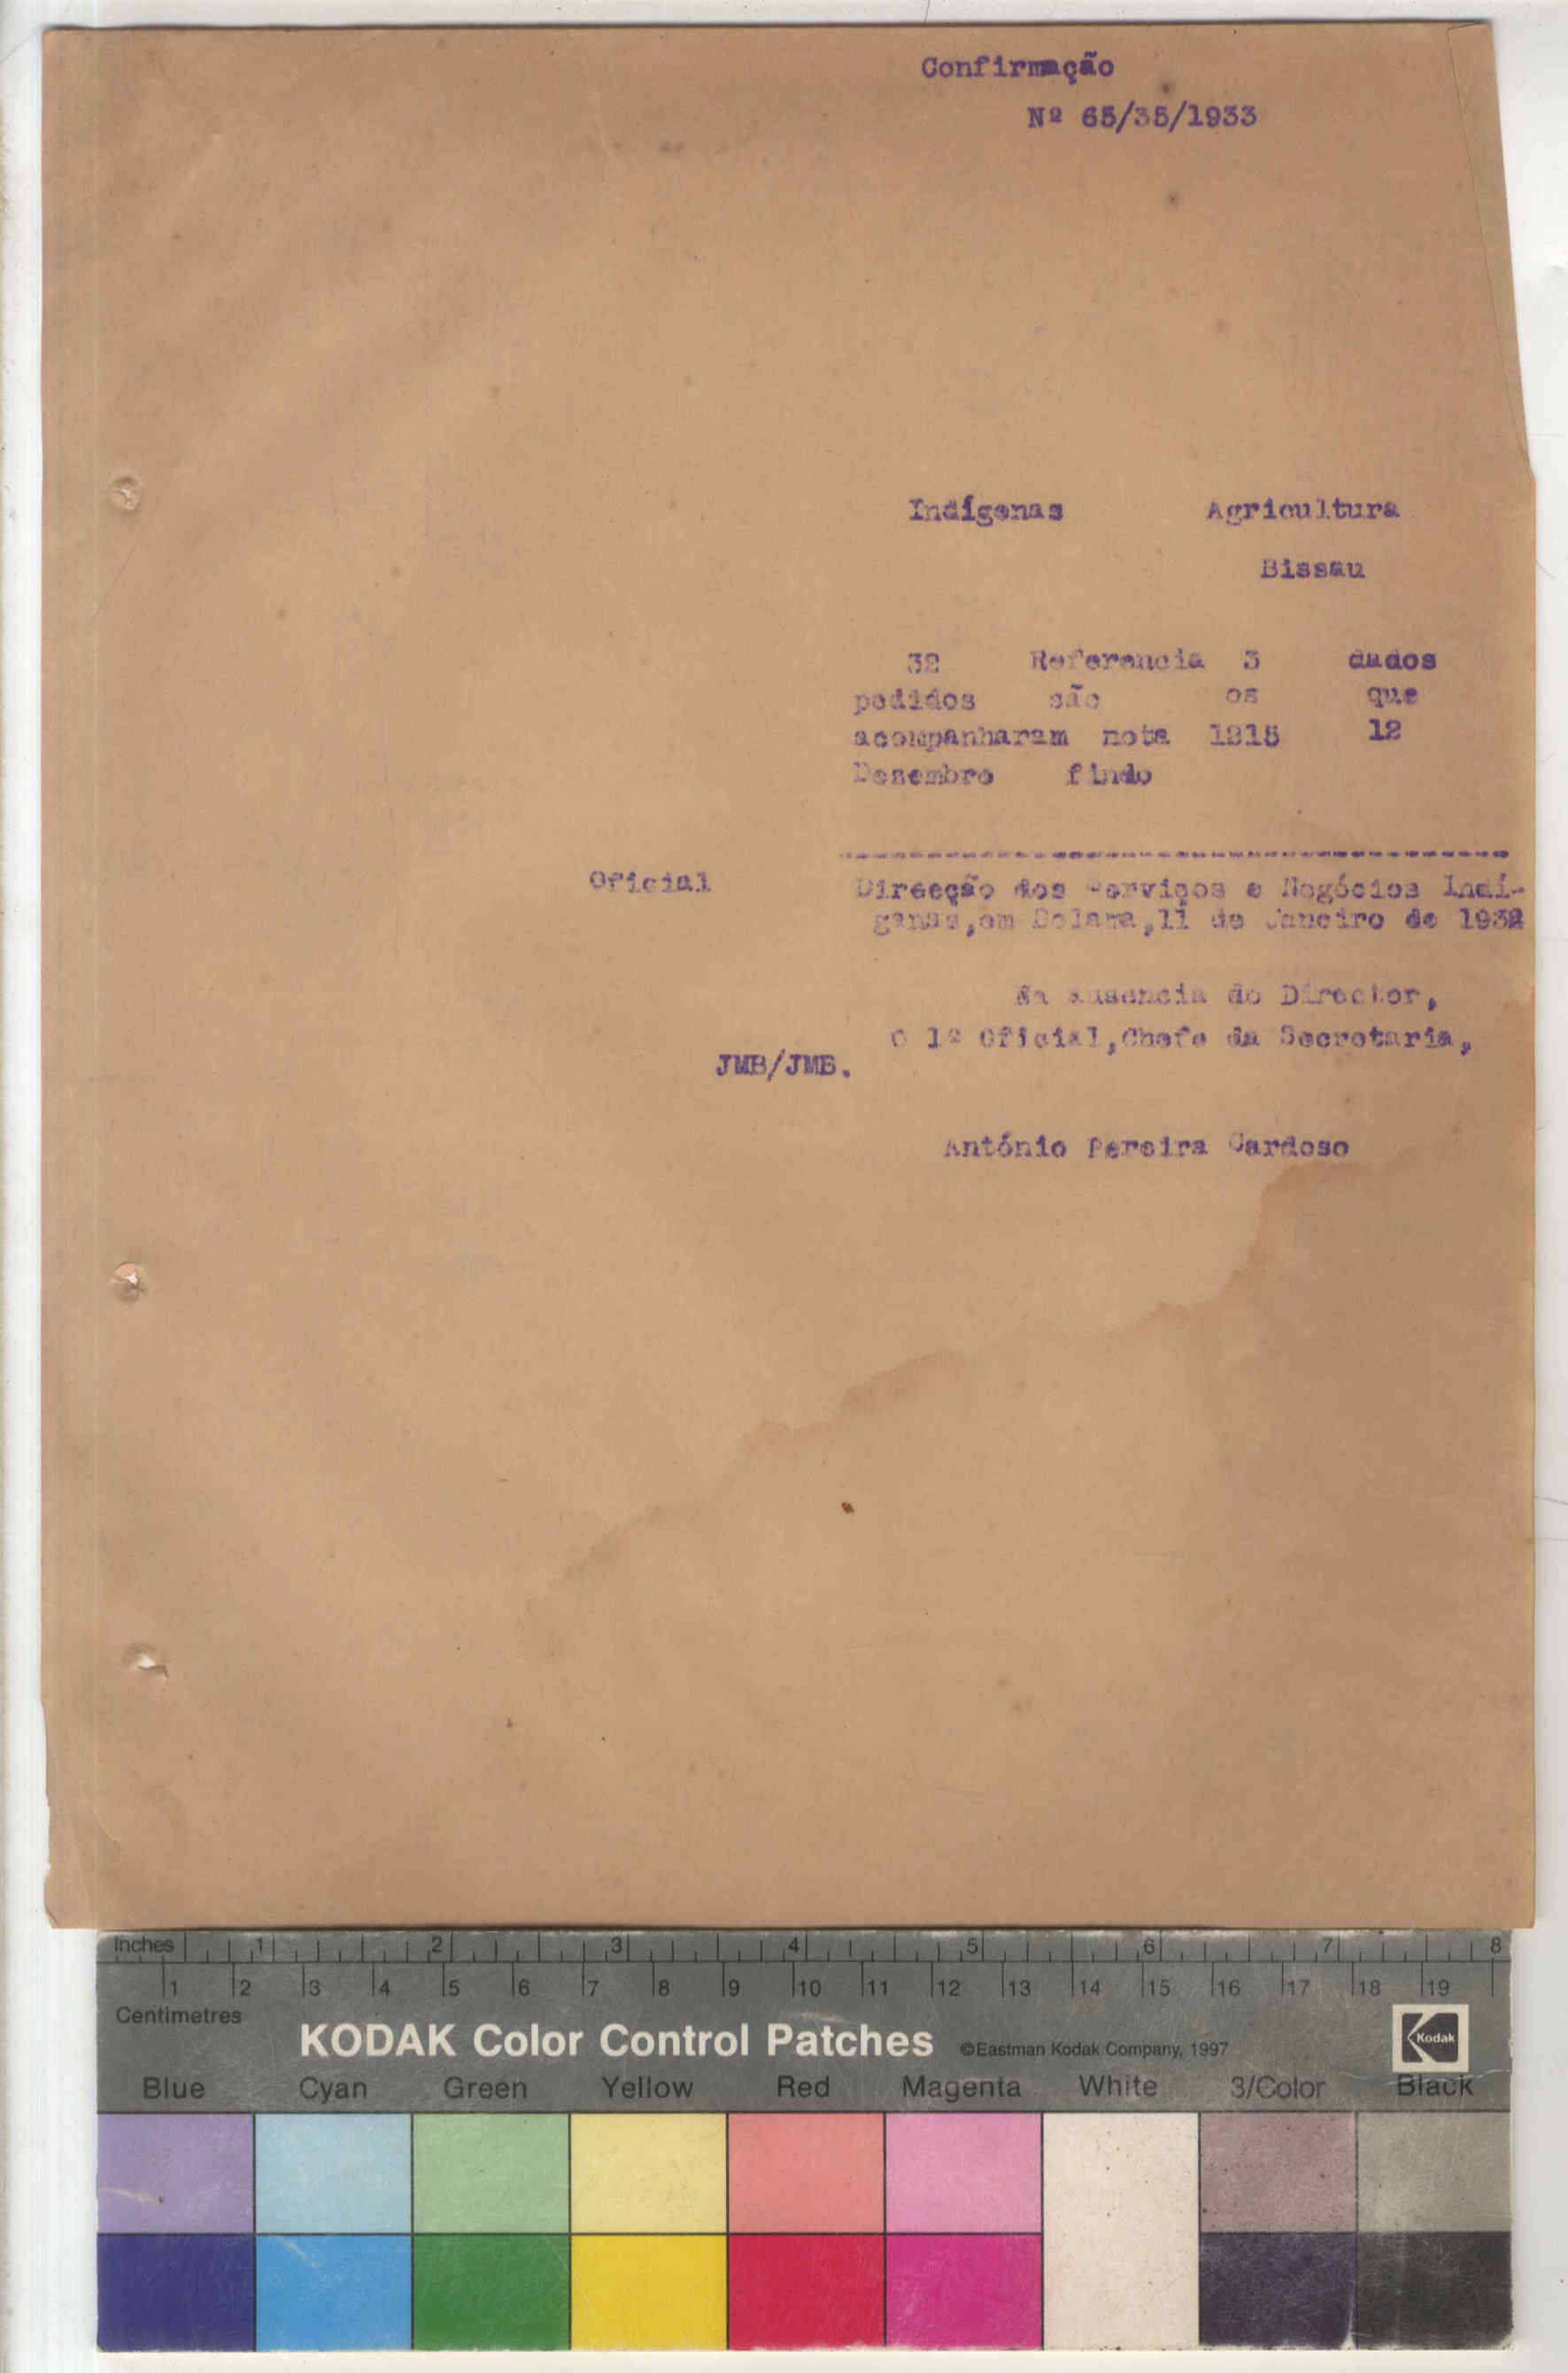 Confirmação
Nº 65/35/1933
Indígenas Agricultura
Bissau
32 Referencia 3 dados
pedidos são os que
acompanharam nota 1215 12
Dezembro findo
Oficial
Direcção dos Serviços e Negócios Indí-
genas,em Bolama,11 de Janeiro de 1932
Na ausencia do Director,
O 1º Oficial,Chefe da Secretaria,
JMB/JMB.
António Pereira Cardoso
Inches 1 2 3 4 5 6 7 8
1 2 3 4 5 6 7 8 9 10 11 12 13 14 15 16 17 18 19
Centimetres
KODAK Color Control Patches ©Eastman Kodak Company, 1997 Kodak
Blue Cyan Green Yellow Red Magenta White 3/Color Black